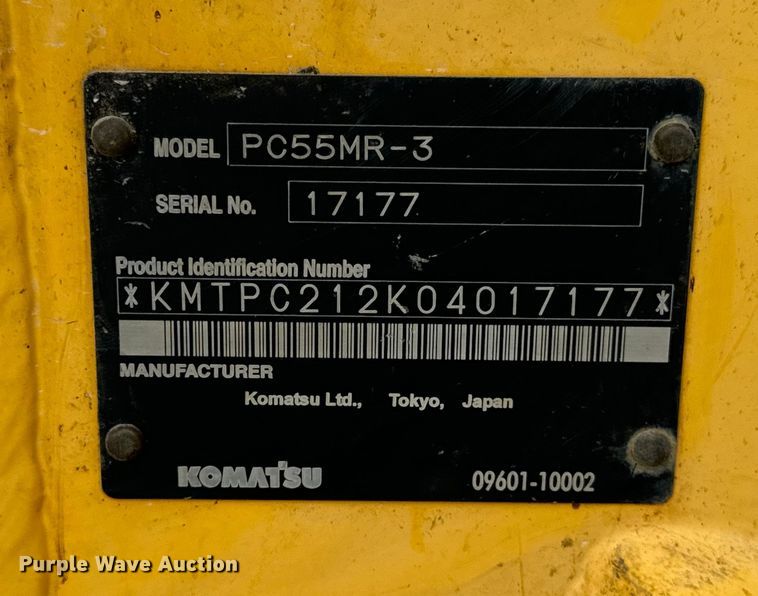 MODEL PC55MR-3
SERIAL No. 17177
Product Identification Number
*KMTPC212K04017177*
MANUFACTURER
Komatsu Ltd., Tokyo, Japan
KOMATSU 09601-10002
Purple Wave Auction